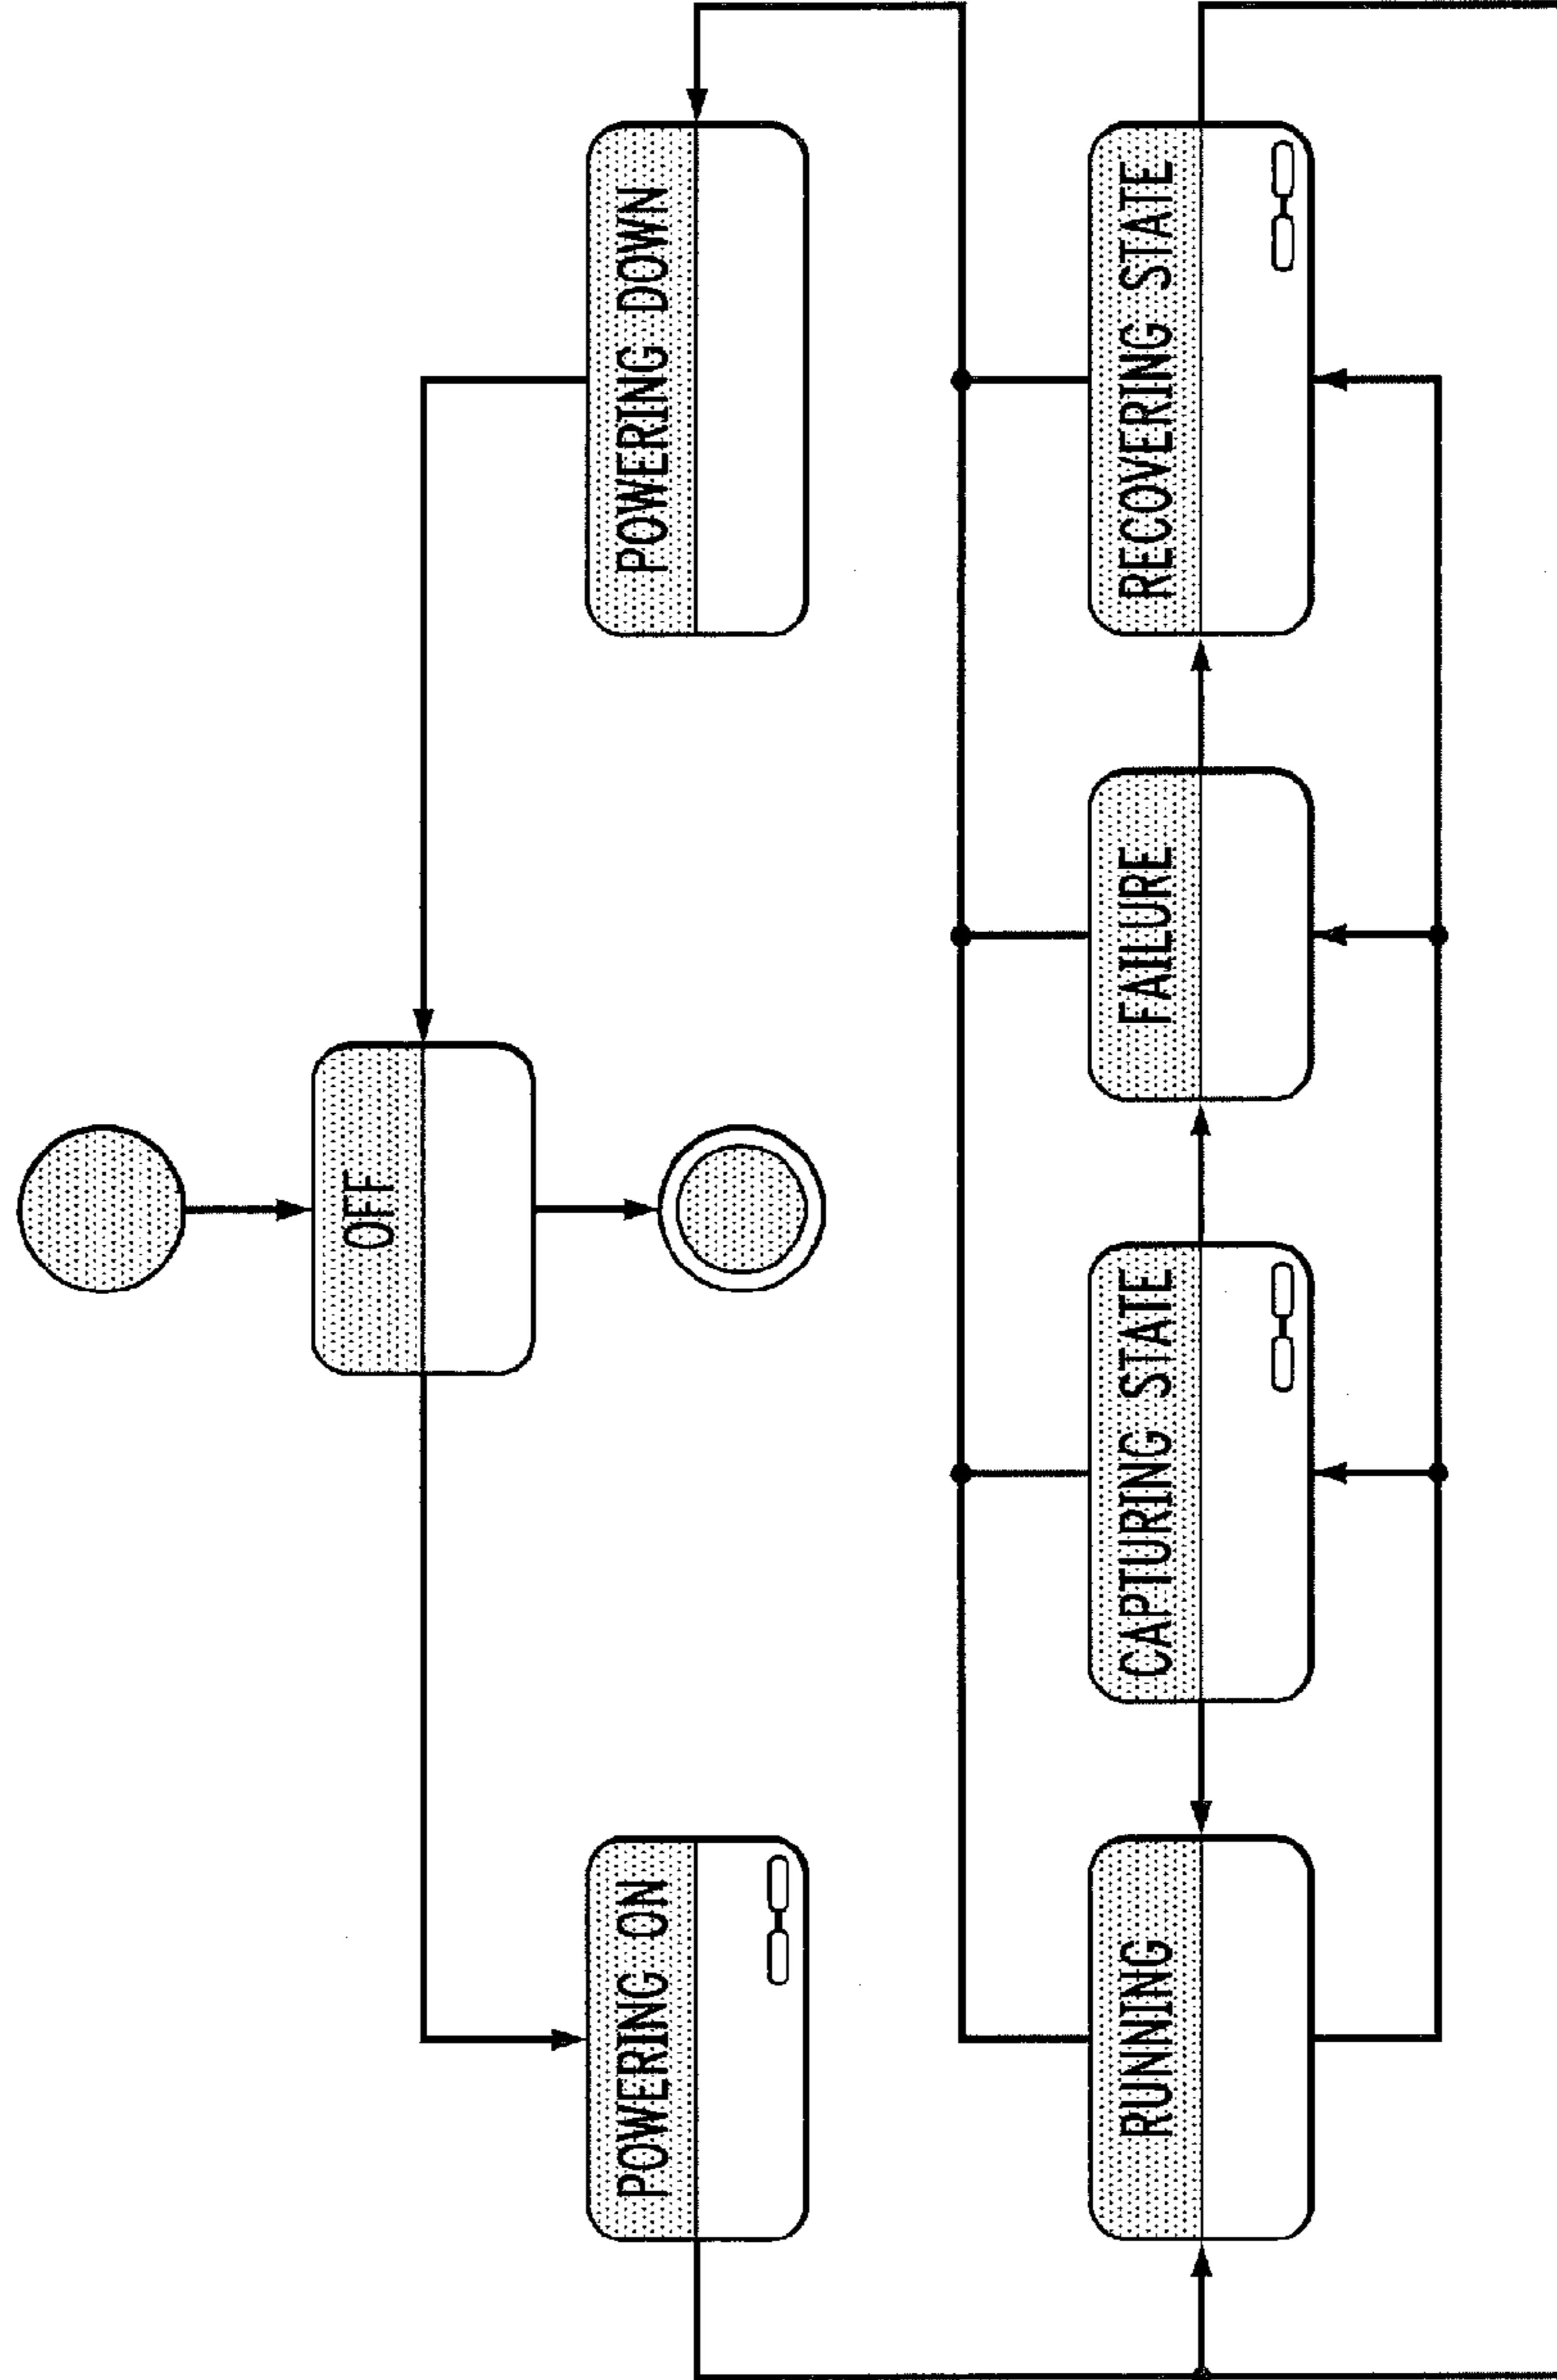 OFF
POWERING ON
POWERING DOWN
RUNNING
CAPTURING STATE
FAILURE
RECOVERING STATE